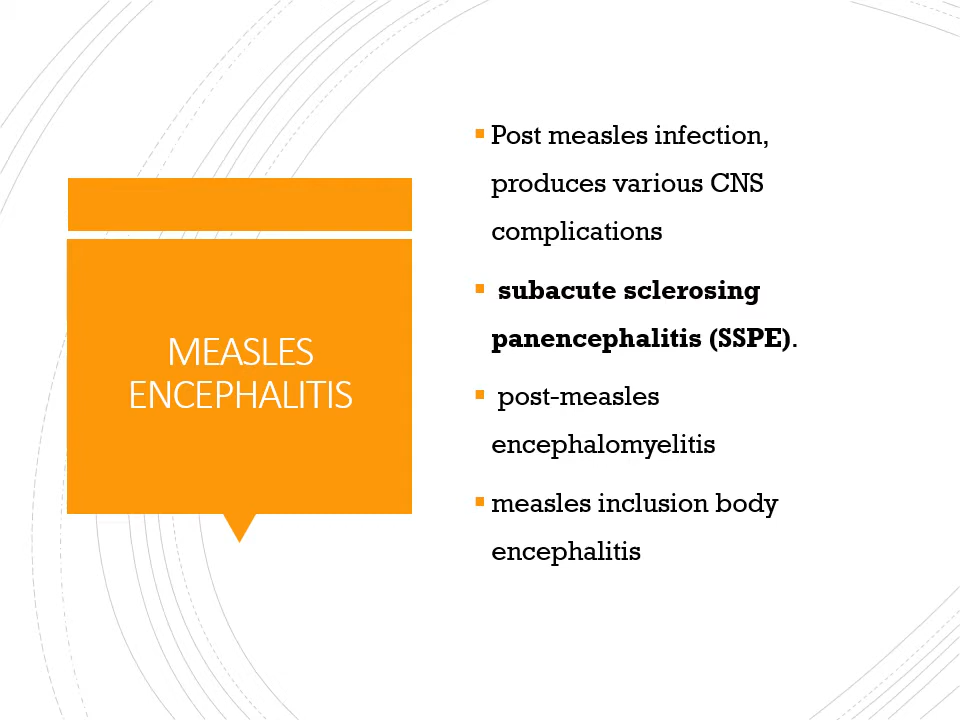 MEASLES
ENCEPHALITIS
▪ Post measles infection,
produces various CNS
complications
▪ subacute sclerosing
panencephalitis (SSPE).
▪ post-measles
encephalomyelitis
▪ measles inclusion body
encephalitis